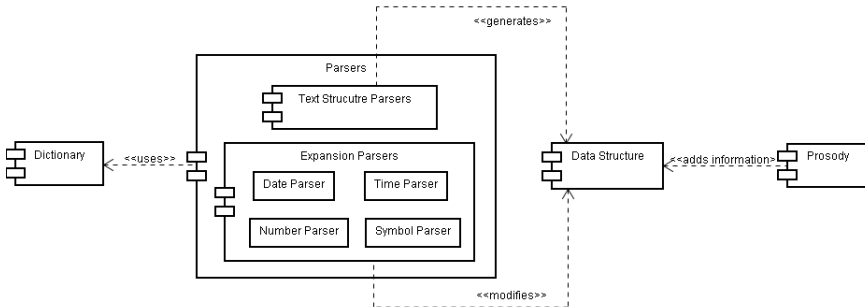 <<generates>>
Parsers
Text Strucutre Parsers
Dictionary
<<uses>>
Expansion Parsers
Date Parser
Time Parser
Number Parser
Symbol Parser
Data Structure
<<adds information>
Prosody
<<modifies>>